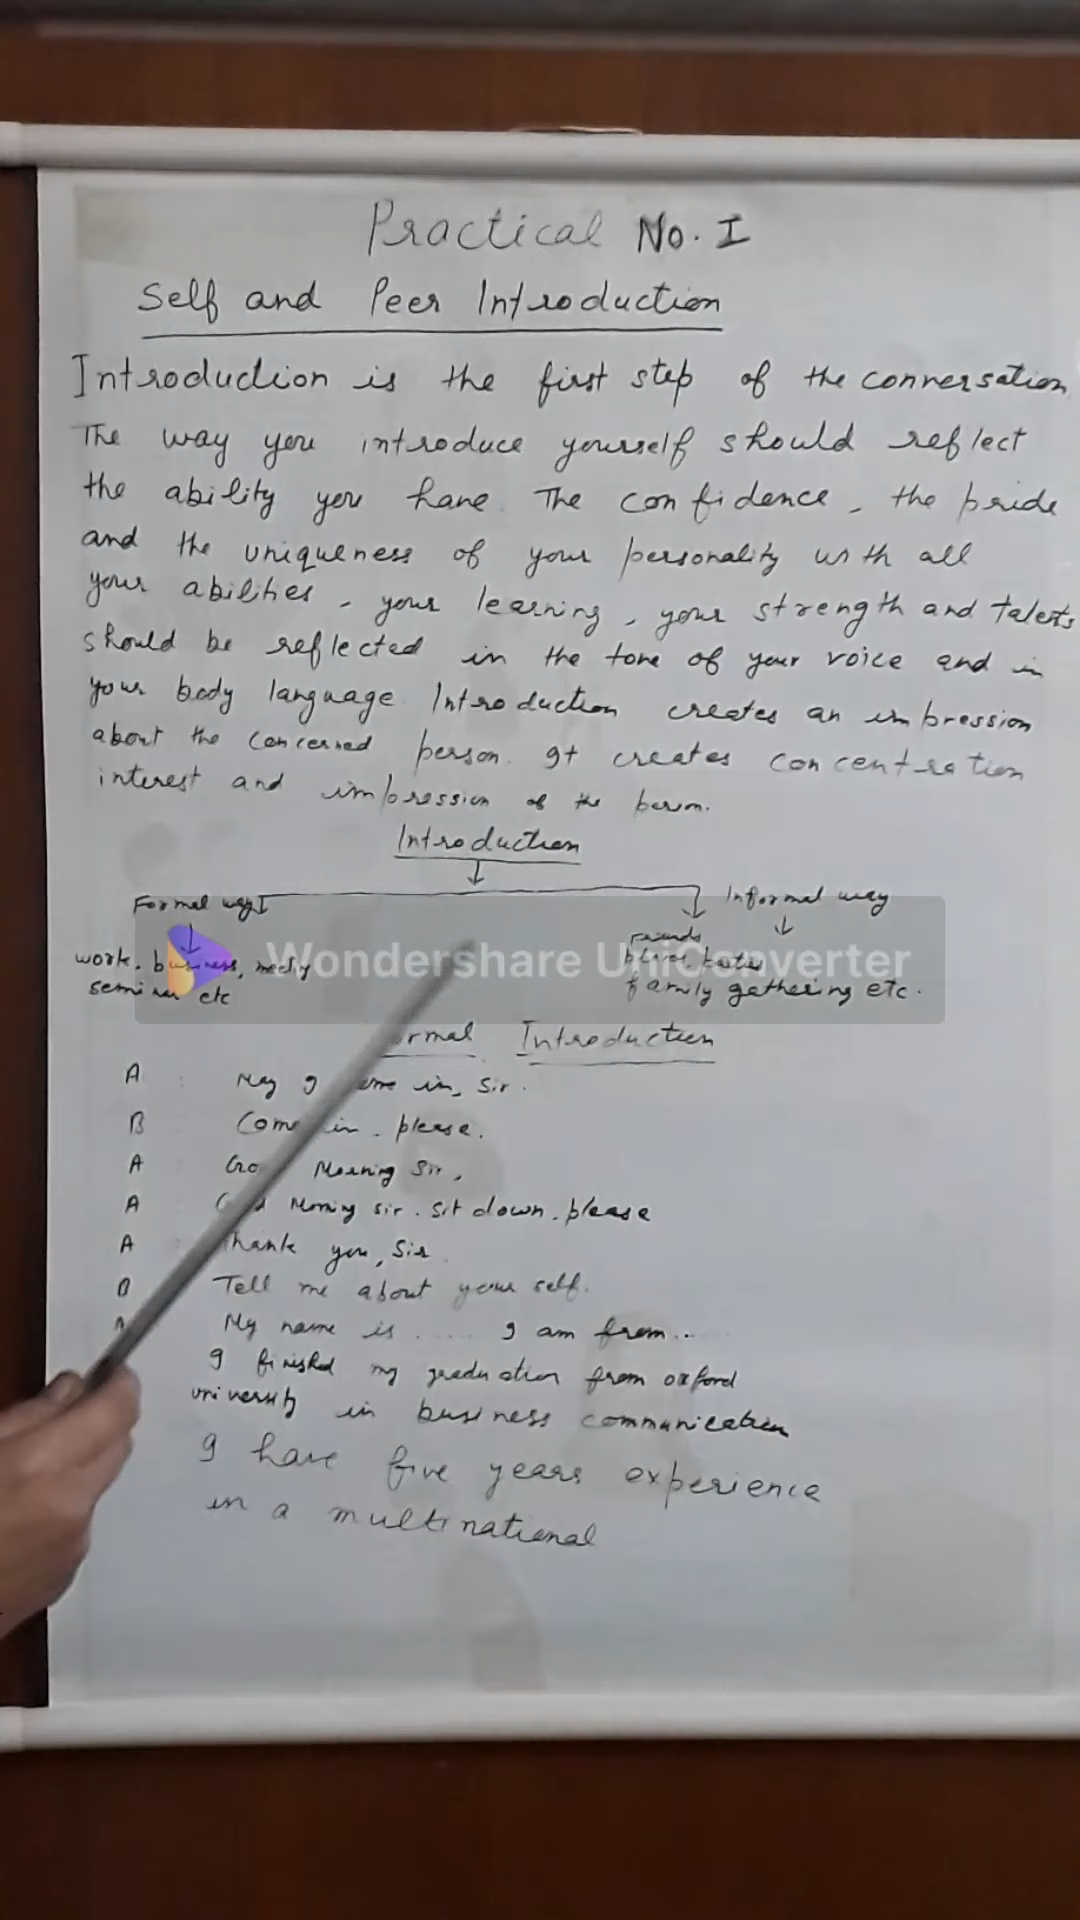 Practical No. I
Self and Peer Introduction
Introduction is the first step of the conversation
The way you introduce yourself should reflect
the ability you have. The confidence, the pride
and the uniqueness of your personality with all
your abilities, your learning, your strength and talents
should be reflected in the tone of your voice and in
your body language. Introduction creates an impression
about the concerned person. It creates concentration
interest and impression of the person.
Introduction
Formal way
Informal way
work, business, meeting
seminar etc
Friends
family gathering etc.
Wondershare UniConverter
Introduction
A : May I in, Sir.
B Come in, please.
A Morning Sir,
A Morning sir. sit down, please
A Thank you, Sir
B Tell me about your self.
My name is .... I am from...
I finished my graduation from oxford
university in business communication
I have five years experience
in a multinational